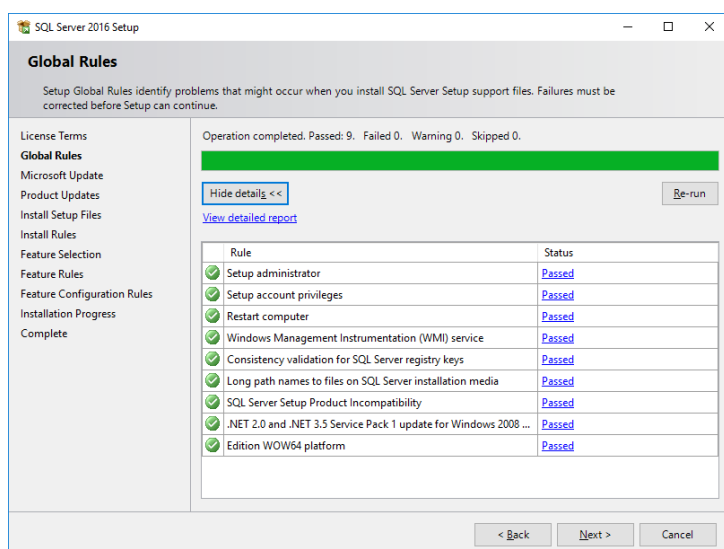 SQL Server 2016 Setup
Global Rules
Setup Global Rules identify problems that might occur when you install SQL Server Setup support files. Failures must be
corrected before Setup can continue.
License Terms
Global Rules
Microsoft Update
Product Updates
Install Setup Files
Install Rules
Feature Selection
Feature Rules
Feature Configuration Rules
Installation Progress
Complete
Operation completed. Passed: 9. Failed 0. Warning 0. Skipped 0.
Hide details <<
Re-run
View detailed report
Rule Status
Setup administrator Passed
Setup account privileges Passed
Restart computer Passed
Windows Management Instrumentation (WMI) service Passed
Consistency validation for SQL Server registry keys Passed
Long path names to files on SQL Server installation media Passed
SQL Server Setup Product Incompatibility Passed
.NET 2.0 and .NET 3.5 Service Pack 1 update for Windows 2008 ... Passed
Edition WOW64 platform Passed
< Back Next > Cancel